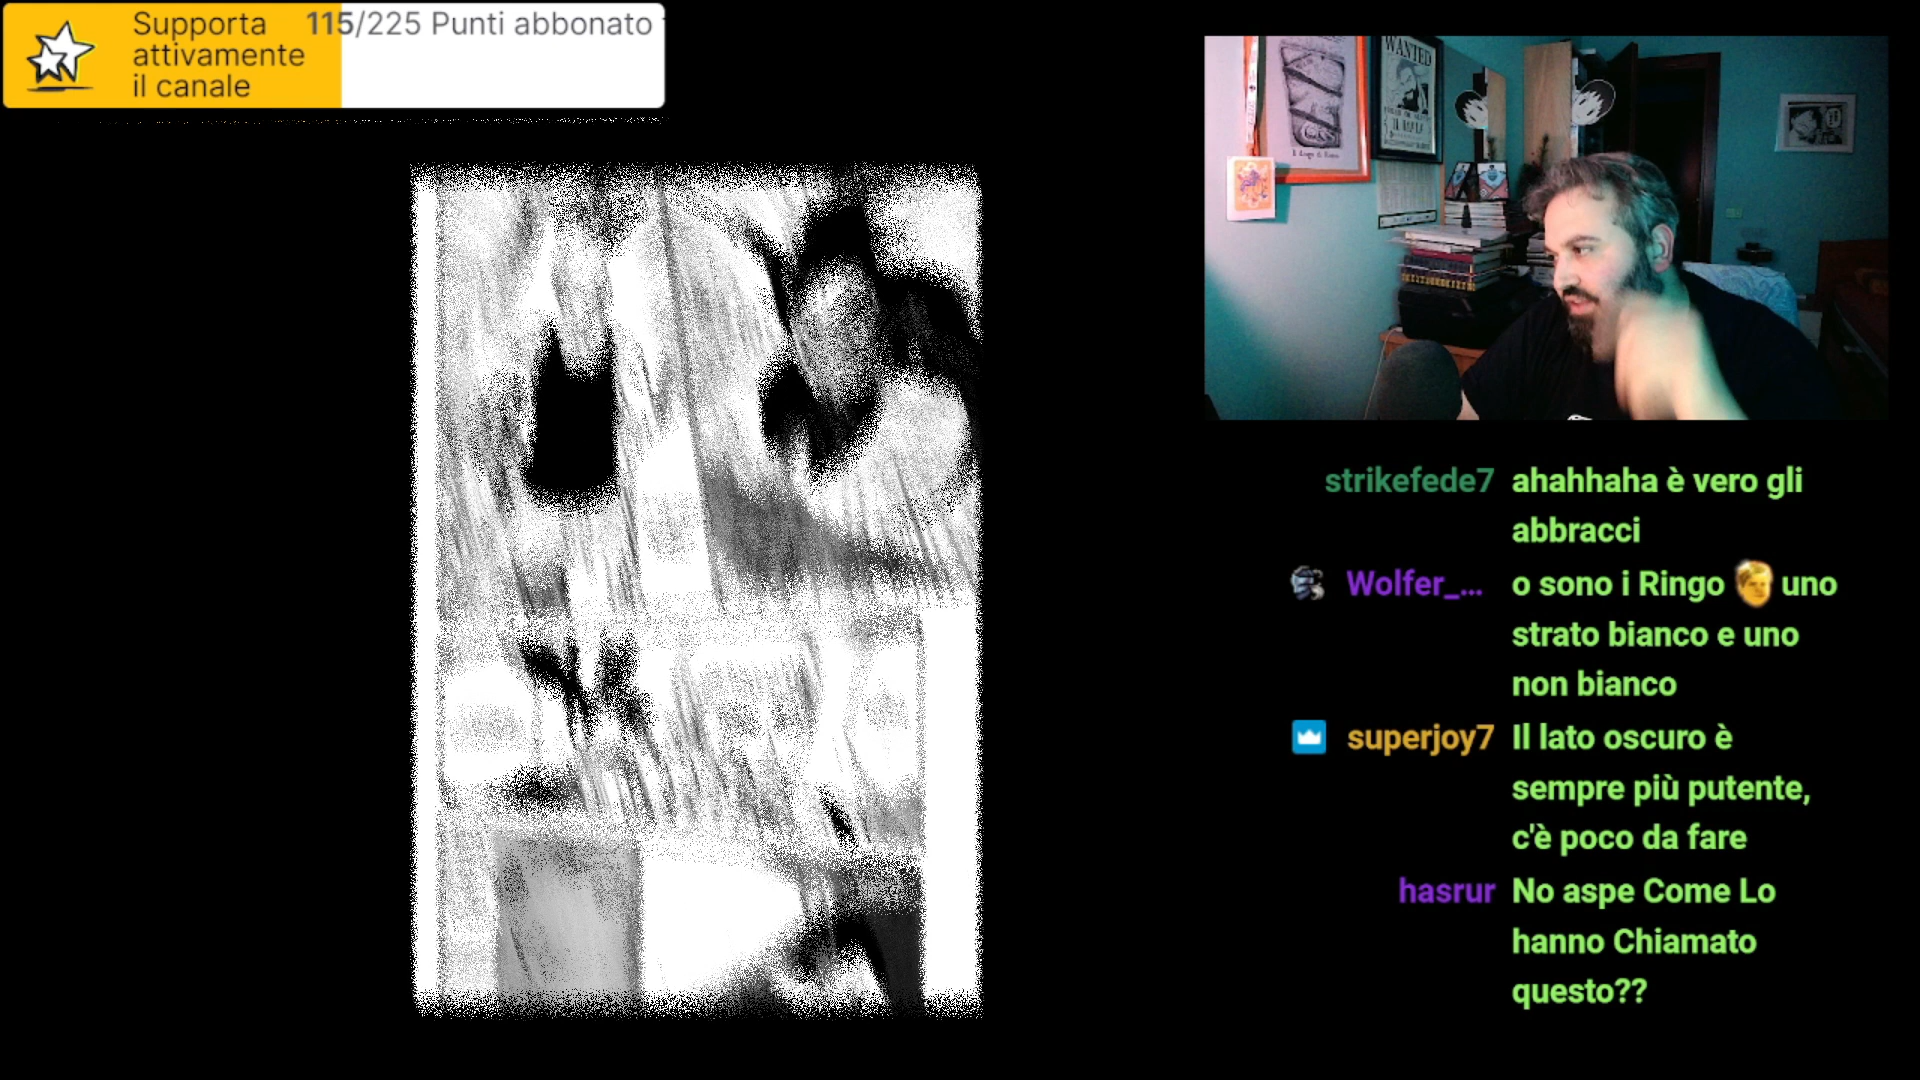 Supporta
attivamente
il canale
115/225 Punti abbonato
WANTED
strikefede7 ahahhaha è vero gli
abbracci
Wolfer_... o sono i Ringo uno
strato bianco e uno
non bianco
superjoy7 Il lato oscuro è
sempre più putente,
c'è poco da fare
hasrur No aspe Come Lo
hanno Chiamato
questo??